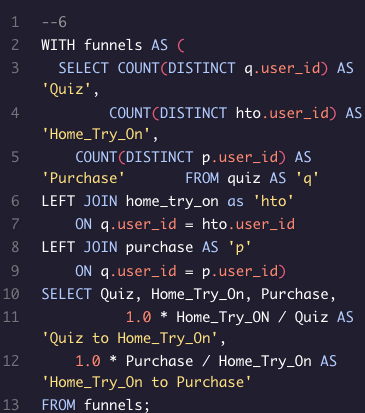 1 --6
2 WITH funnels AS (
3 SELECT COUNT(DISTINCT q.user_id) AS
'Quiz',
4 COUNT(DISTINCT hto.user_id) AS
'Home_Try_On',
5 COUNT(DISTINCT p.user_id) AS
'Purchase' FROM quiz AS 'q'
6 LEFT JOIN home_try_on as 'hto'
7 ON q.user_id = hto.user_id
8 LEFT JOIN purchase AS 'p'
9 ON q.user_id = p.user_id)
10 SELECT Quiz, Home_Try_On, Purchase,
11 1.0 * Home_Try_ON / Quiz AS
'Quiz to Home_Try_On',
12 1.0 * Purchase / Home_Try_On AS
'Home_Try_On to Purchase'
13 FROM funnels;